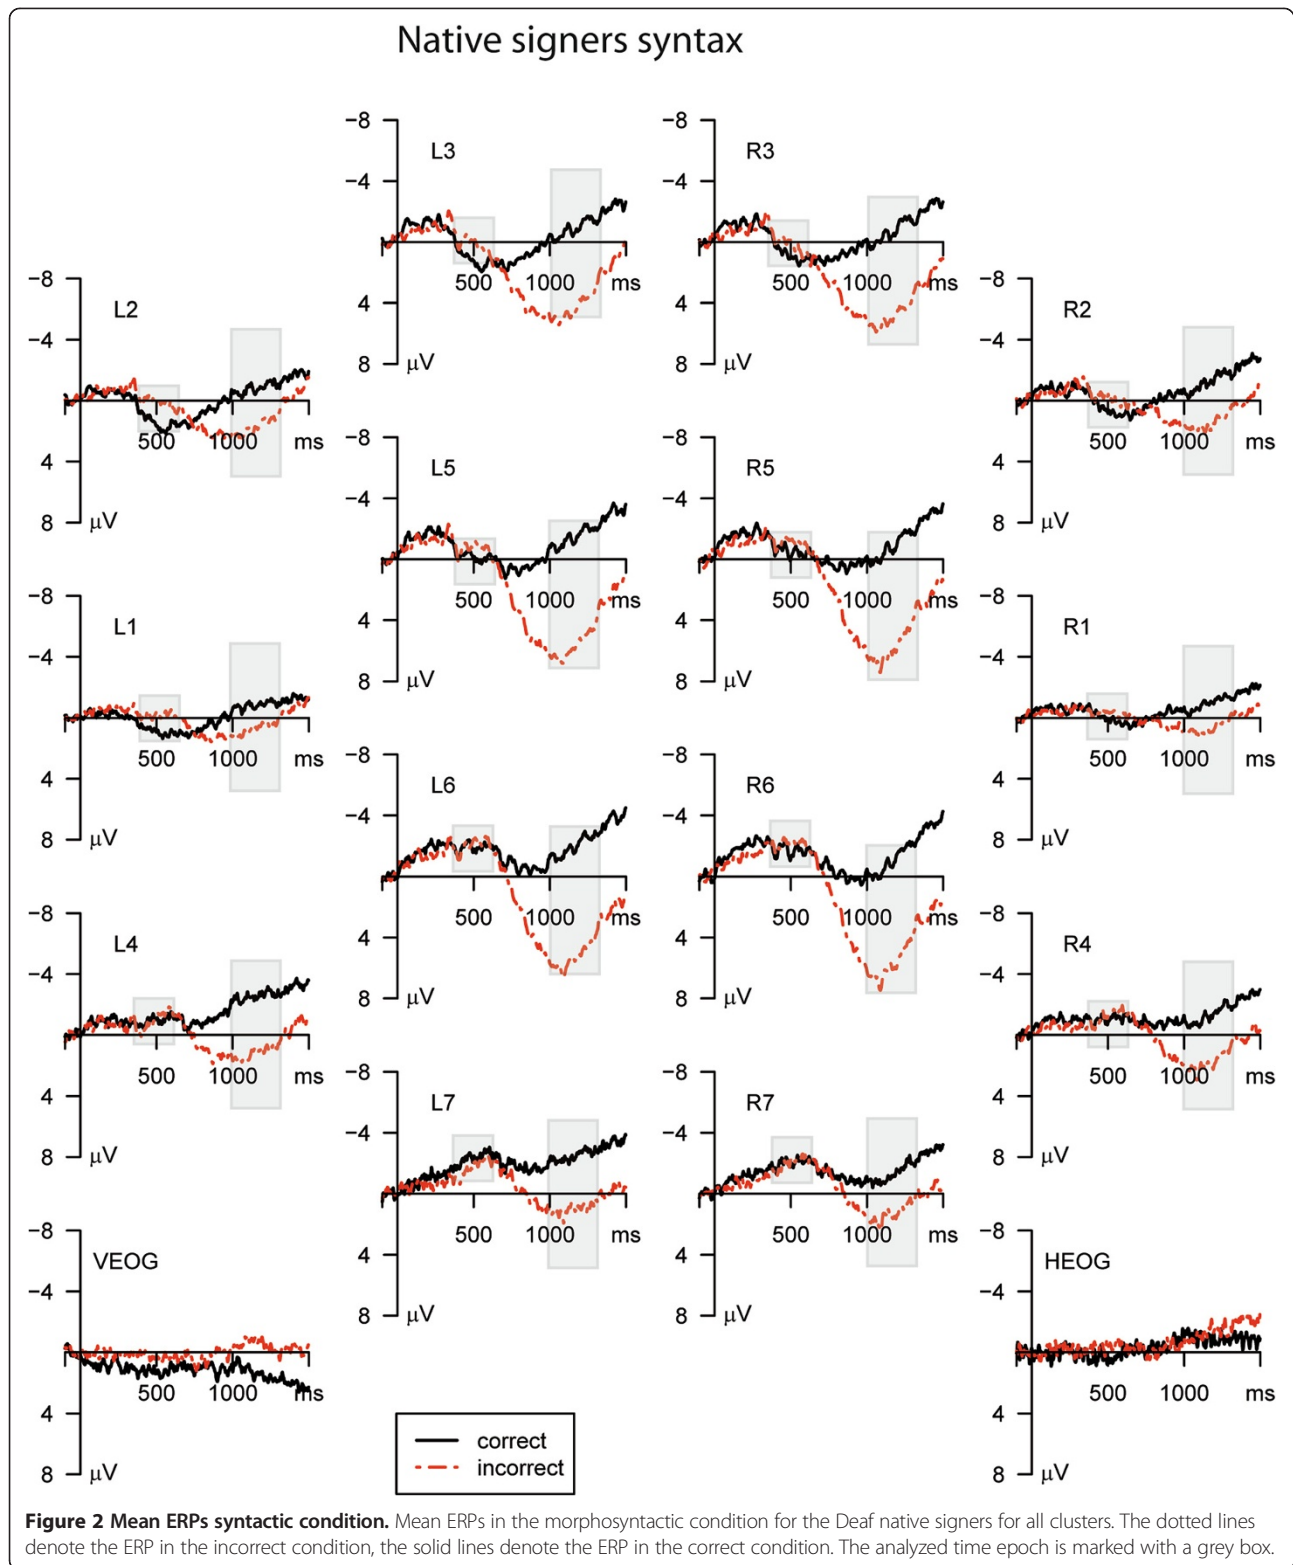 Native signers syntax
−8
−4
4
8
L3
500
1000
ms
µV
−8
−4
4
8
R3
500
1000
ms
µV
−8
−4
4
8
L2
500
1000
ms
µV
−8
−4
4
8
R2
500
1000
ms
µV
−8
−4
4
8
L5
500
1000
ms
µV
−8
−4
4
8
R5
500
1000
ms
µV
−8
−4
4
8
L1
500
1000
ms
µV
−8
−4
4
8
R1
500
1000
ms
µV
−8
−4
4
8
L6
500
1000
ms
µV
−8
−4
4
8
R6
500
1000
ms
µV
−8
−4
4
8
L4
500
1000
ms
µV
−8
−4
4
8
R4
500
1000
ms
µV
−8
−4
4
8
L7
500
1000
ms
µV
−8
−4
4
8
R7
500
1000
ms
µV
−8
−4
4
8
VEOG
500
1000
ms
µV
−8
−4
4
8
HEOG
500
1000
ms
µV
correct
incorrect
Figure 2 Mean ERPs syntactic condition. Mean ERPs in the morphosyntactic condition for the Deaf native signers for all clusters. The dotted lines
denote the ERP in the incorrect condition, the solid lines denote the ERP in the correct condition. The analyzed time epoch is marked with a grey box.